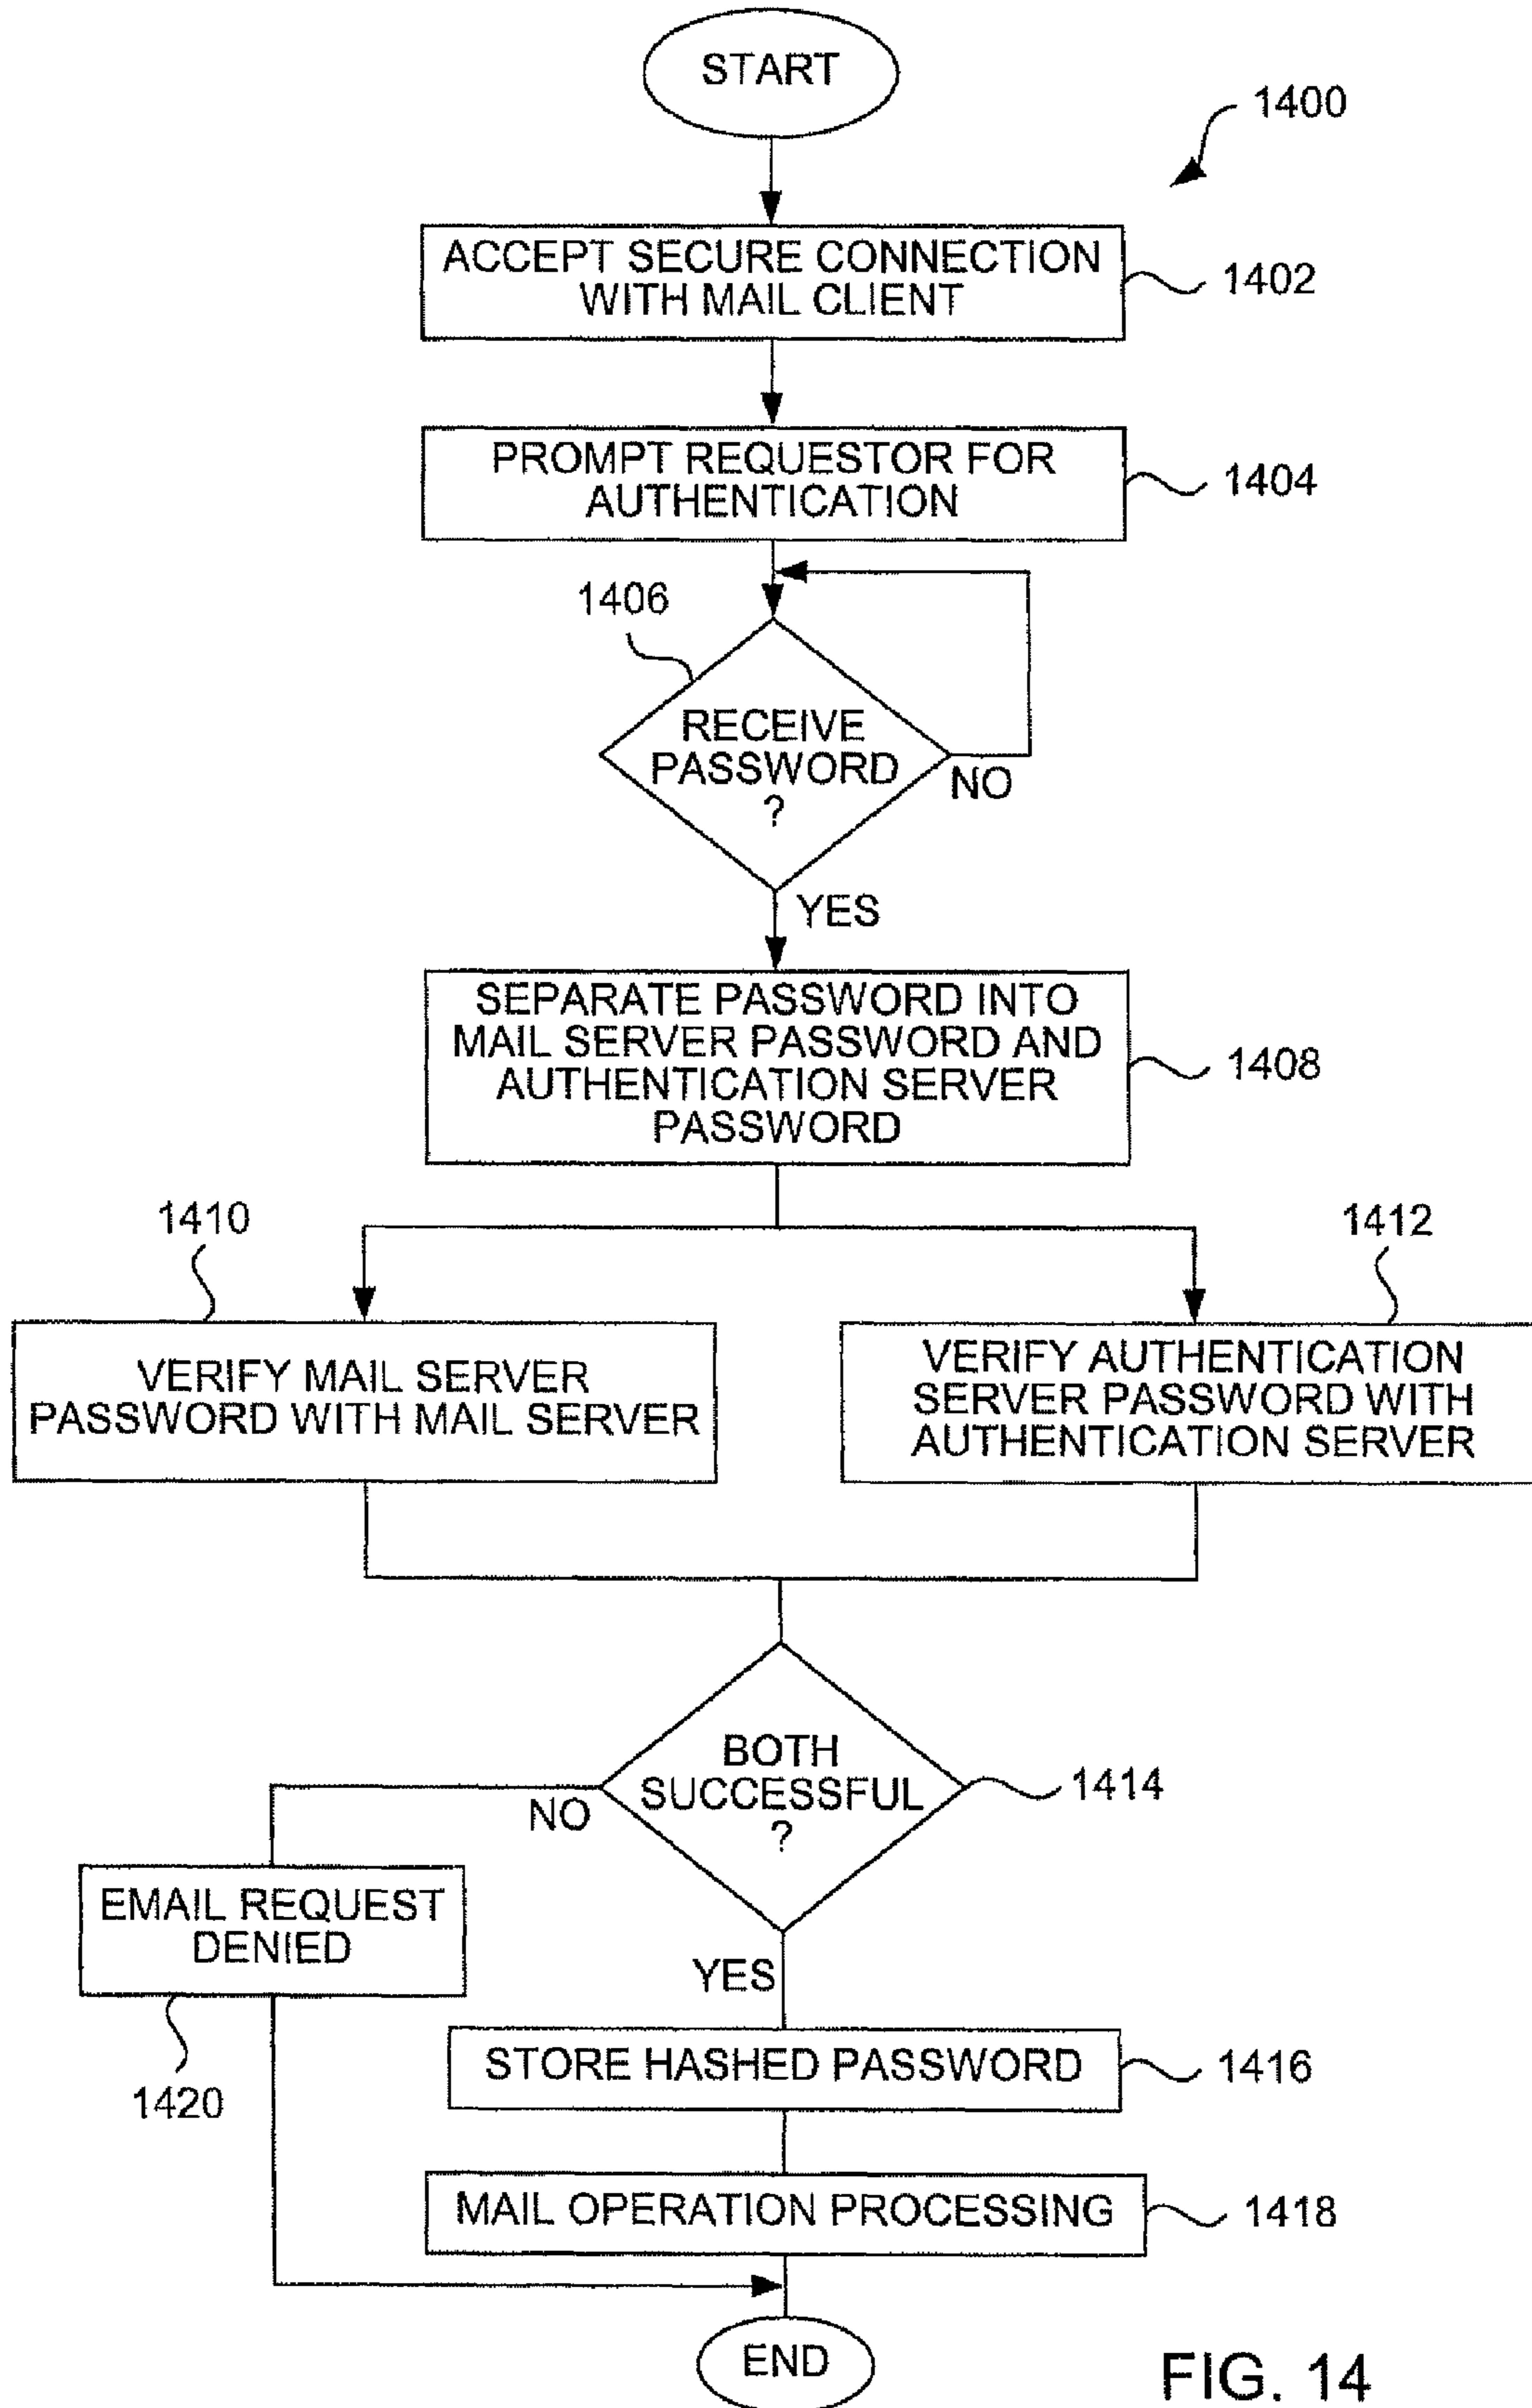 START
1400
ACCEPT SECURE CONNECTION
WITH MAIL CLIENT
1402
PROMPT REQUESTOR FOR
AUTHENTICATION
1404
1406
RECEIVE
PASSWORD
?
NO
YES
SEPARATE PASSWORD INTO
MAIL SERVER PASSWORD AND
AUTHENTICATION SERVER
PASSWORD
1408
1410
1412
VERIFY MAIL SERVER
PASSWORD WITH MAIL SERVER
VERIFY AUTHENTICATION
SERVER PASSWORD WITH
AUTHENTICATION SERVER
BOTH
SUCCESSFUL
?
1414
NO
EMAIL REQUEST
DENIED
1420
YES
STORE HASHED PASSWORD
1416
MAIL OPERATION PROCESSING
1418
END
FIG. 14